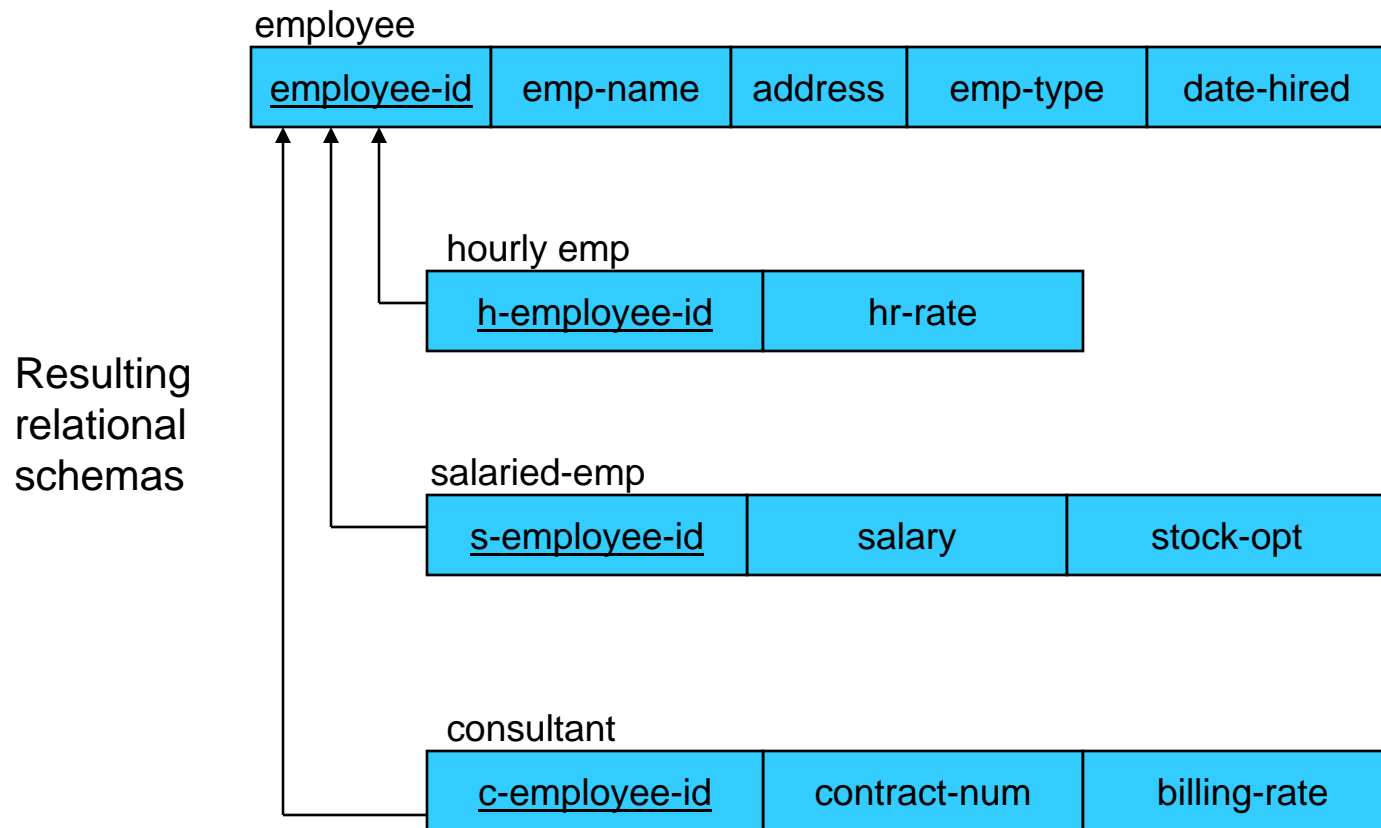 employee
employee-id emp-name address emp-type date-hired
hourly emp
h-employee-id hr-rate
Resulting
relational
schemas
salaried-emp
s-employee-id salary stock-opt
consultant
c-employee-id contract-num billing-rate